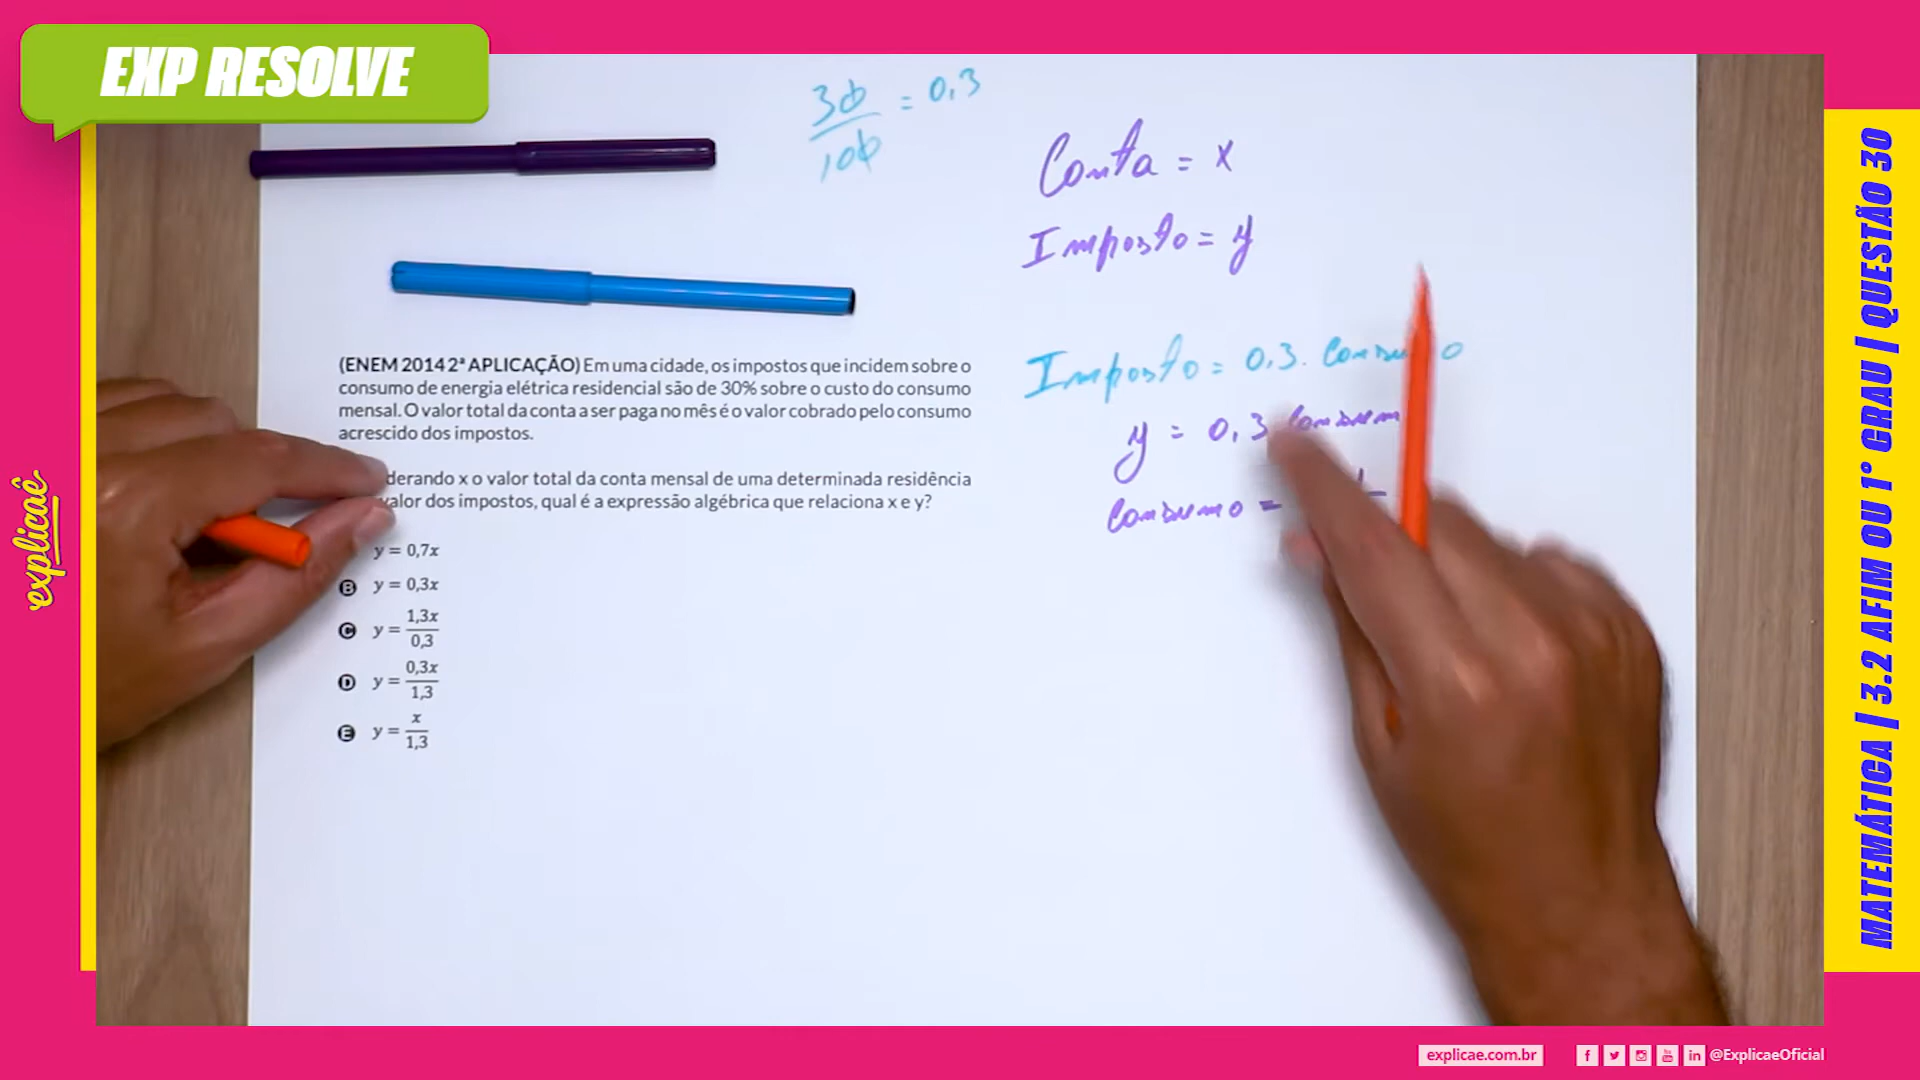 EXP RESOLVE
30/100 = 0,3
Conta = x
Imposto = y
Imposto = 0,3.
y = 0,3
Consumo =
(ENEM 2014 2ª APLICAÇÃO) Em uma cidade, os impostos que incidem sobre o
consumo de energia elétrica residencial são de 30% sobre o custo do consumo
mensal. O valor total da conta a ser paga no mês é o valor cobrado pelo consumo
acrescido dos impostos.
derando x o valor total da conta mensal de uma determinada residência
valor dos impostos, qual é a expressão algébrica que relaciona x e y?
y = 0,7x
B y = 0,3x
C y = 1,3x/0,3
D y = 0,3x/1,3
E y = x/1,3
explicaê
MATEMÁTICA | 3.2 AFIM OU 1° GRAU | QUESTÃO 30
explicae.com.br
@ExplicaeOficial